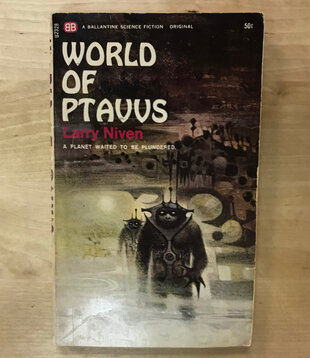 BB
A BALLANTINE SCIENCE FICTION ORIGINAL
50¢
WORLD
OF
PTAVVS
Larry Niven
A PLANET WAITED TO BE PLUNDERED.